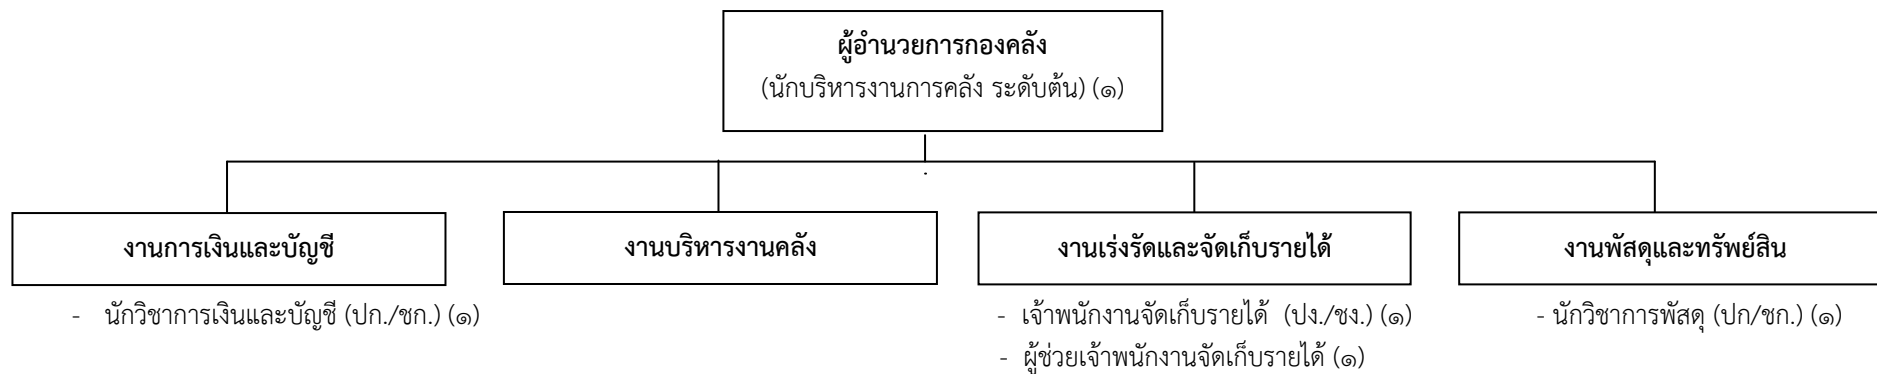 ผู้อำนวยการกองคลัง
(นักบริหารงานการคลัง ระดับต้น) (๑)
งานการเงินและบัญชี
- นักวิชาการเงินและบัญชี (ปก./ชก.) (๑)
งานบริหารงานคลัง
งานเร่งรัดและจัดเก็บรายได้
- เจ้าพนักงานจัดเก็บรายได้ (ปง./ชง.) (๑)
- ผู้ช่วยเจ้าพนักงานจัดเก็บรายได้ (๑)
งานพัสดุและทรัพย์สิน
- นักวิชาการพัสดุ (ปก/ชก.) (๑)